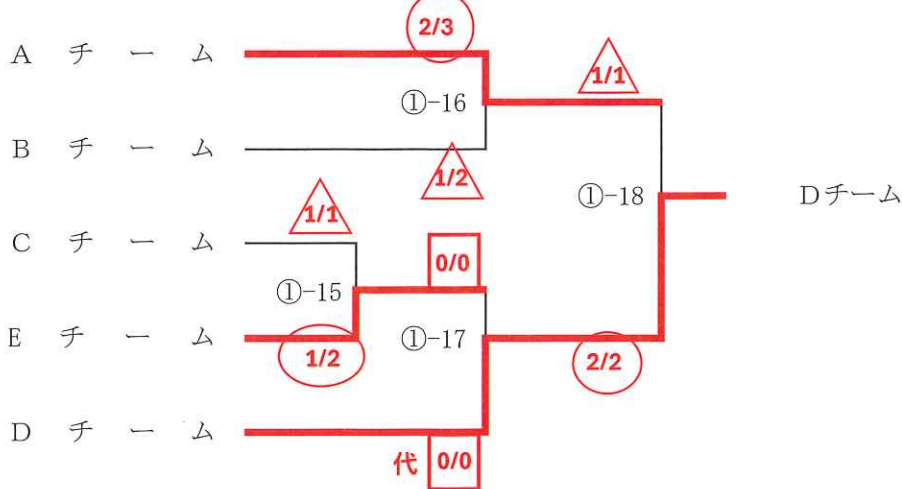 2/3
A チ ー ム
1/1
①-16
B チ ー ム
1/2
1/1
①-18
Dチーム
C チ ー ム
0/0
①-15
E チ ー ム
①-17
1/2
2/2
D チ ー ム
代 0/0